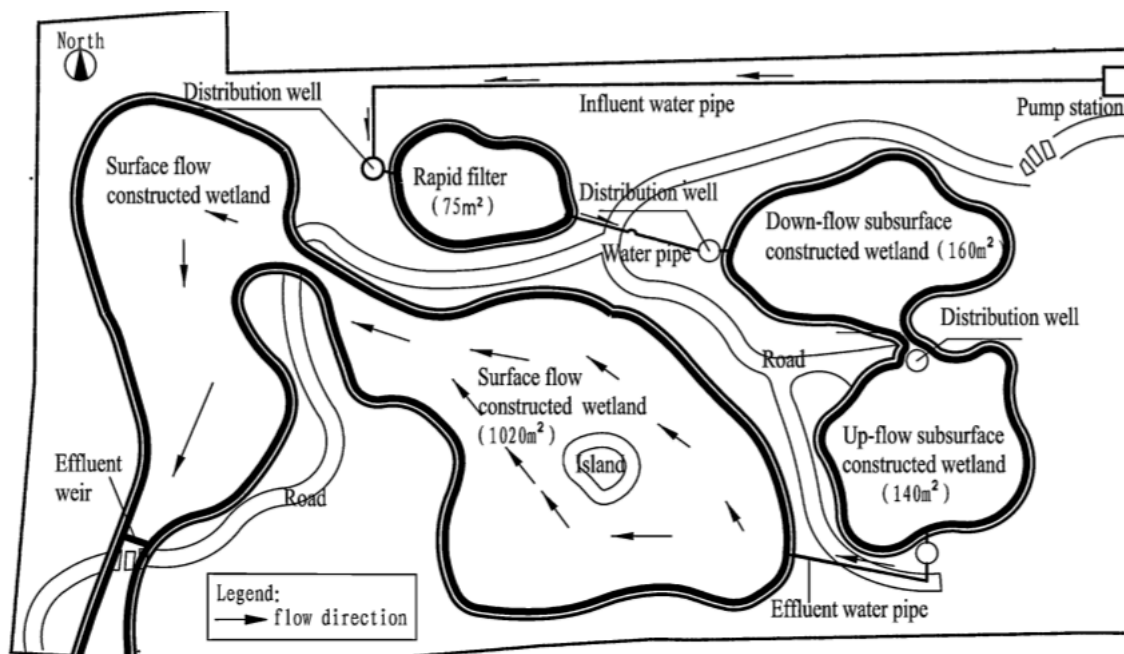 North
Distribution well
Influent water pipe
Pump station
Surface flow
constructed wetland
Rapid filter
(75m²)
Distribution well
Water pipe
Down-flow subsurface
constructed wetland (160m²)
Distribution well
Road
Surface flow
constructed wetland
(1020m²)
Island
Up-flow subsurface
constructed wetland
(140m²)
Effluent
weir
Road
Legend:
flow direction
Effluent water pipe